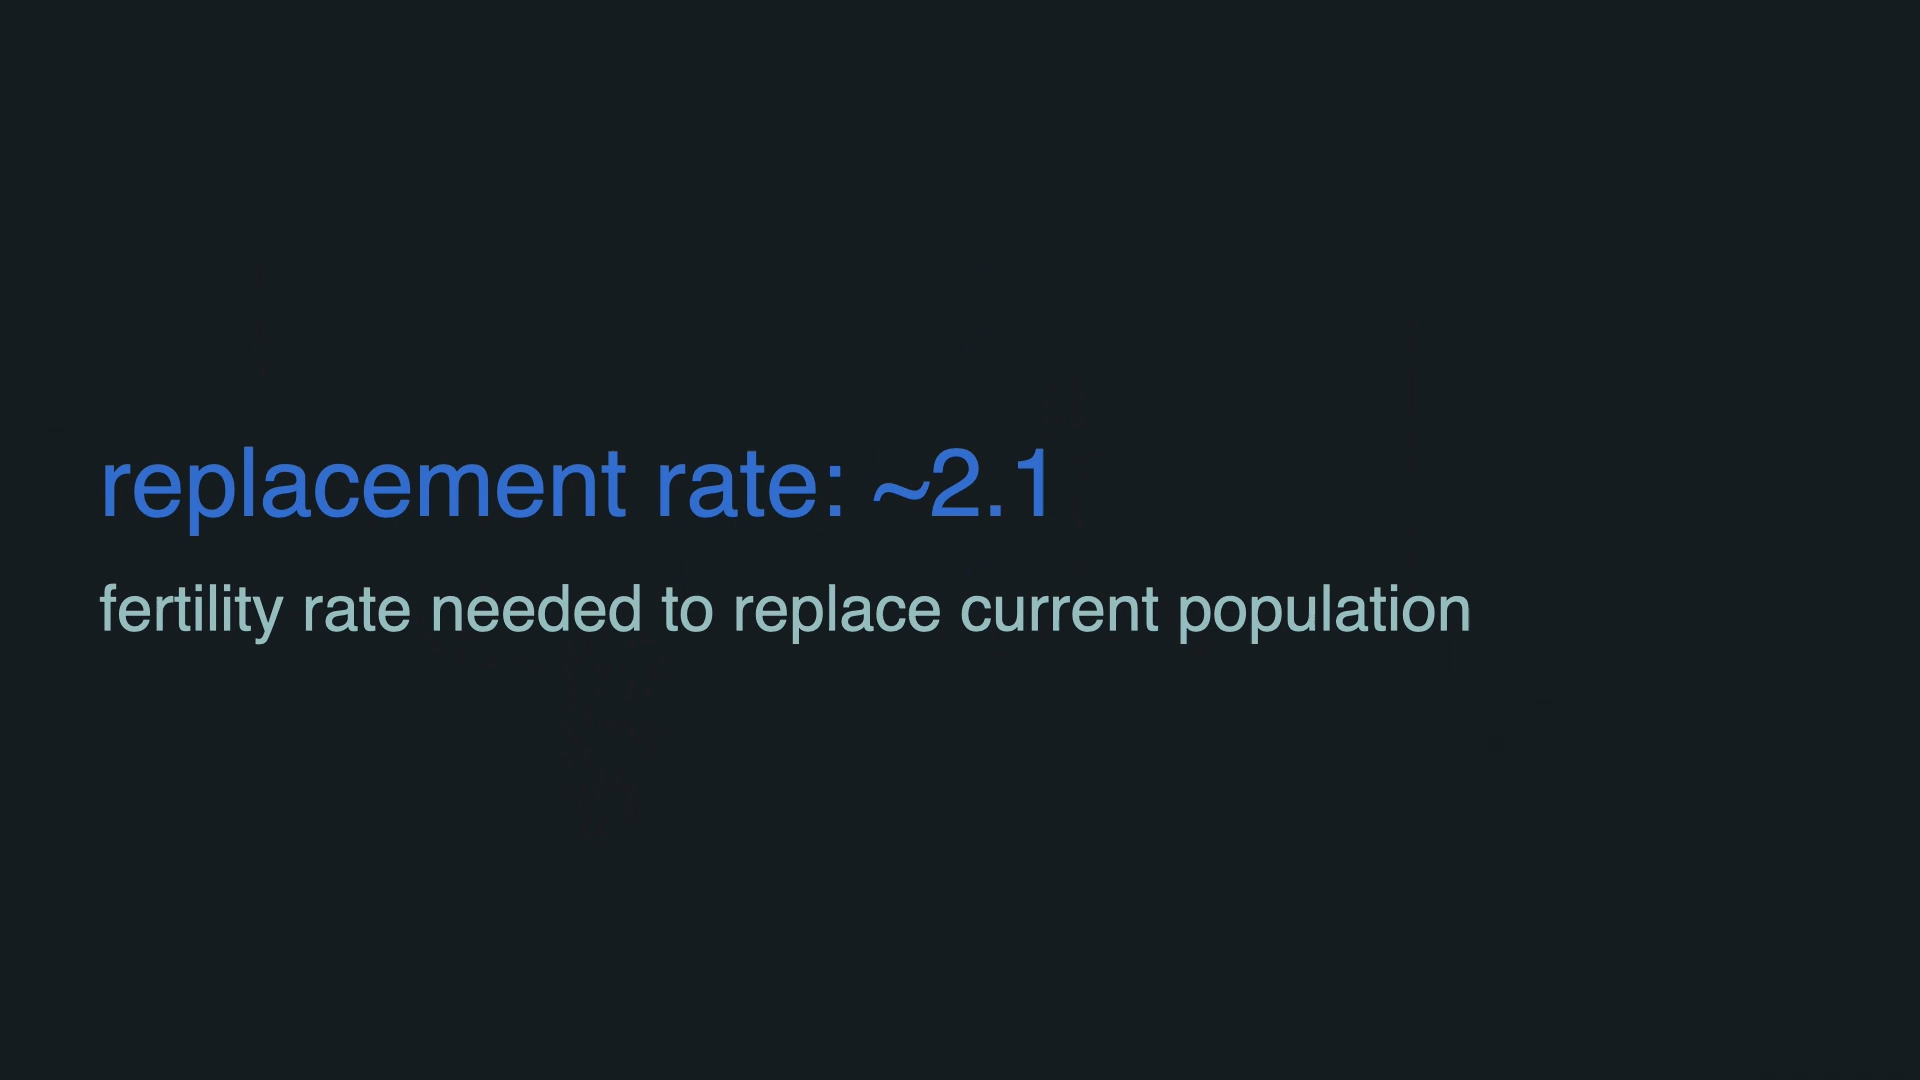 replacement rate: ~2.1
fertility rate needed to replace current population